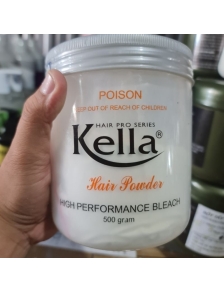 POISON
KEEP OUT OF REACH OF CHILDREN
HAIR PRO SERIES
Kella®
Hair Powder
HIGH PERFORMANCE BLEACH
500 gram